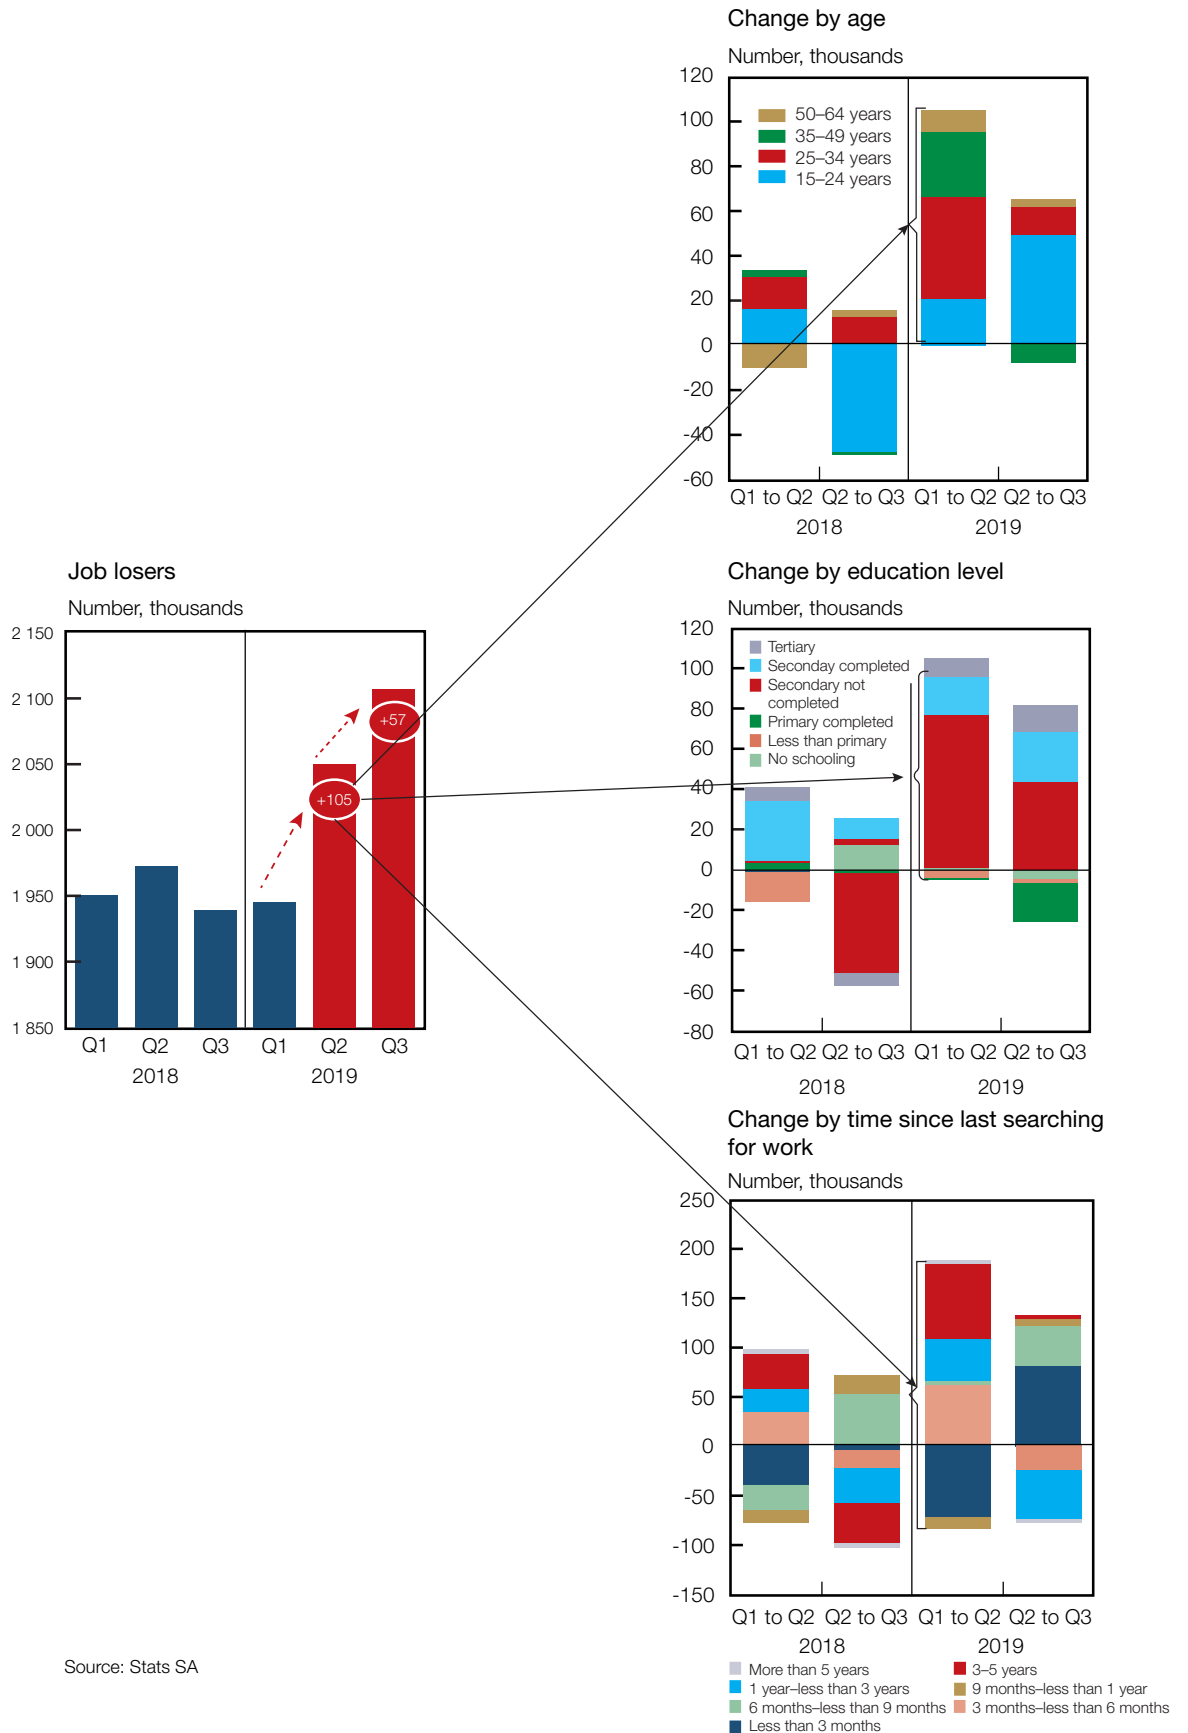 Change by age
Number, thousands
120
100
80
60
40
20
0
-20
-40
-60
50–64 years
35–49 years
25–34 years
15–24 years
Q1 to Q2 Q2 to Q3 Q1 to Q2 Q2 to Q3
2018 2019
Job losers
Number, thousands
2 150
2 100
2 050
2 000
1 950
1 900
1 850
+57
+105
Q1 Q2 Q3 Q1 Q2 Q3
2018 2019
Change by education level
Number, thousands
120
100
80
60
40
20
0
-20
-40
-60
-80
Tertiary
Seconday completed
Secondary not
completed
Primary completed
Less than primary
No schooling
Q1 to Q2 Q2 to Q3 Q1 to Q2 Q2 to Q3
2018 2019
Change by time since last searching
for work
Number, thousands
250
200
150
100
50
0
-50
-100
-150
Q1 to Q2 Q2 to Q3 Q1 to Q2 Q2 to Q3
2018 2019
More than 5 years 3–5 years
1 year–less than 3 years 9 months–less than 1 year
6 months–less than 9 months 3 months–less than 6 months
Less than 3 months
Source: Stats SA